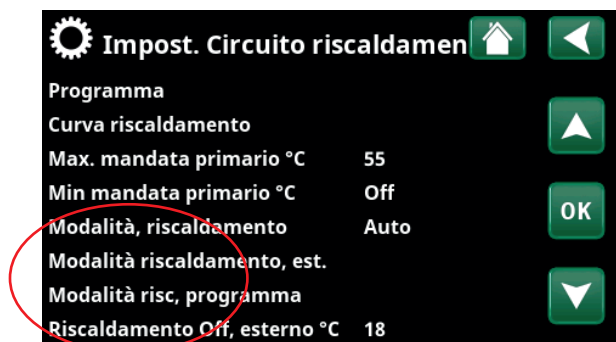 Impost. Circuito riscaldamen
Programma
Curva riscaldamento
Max. mandata primario °C 55
Min mandata primario °C Off
Modalità, riscaldamento Auto
OK
Modalità riscaldamento, est.
Modalità risc, programma
Riscaldamento Off, esterno °C 18